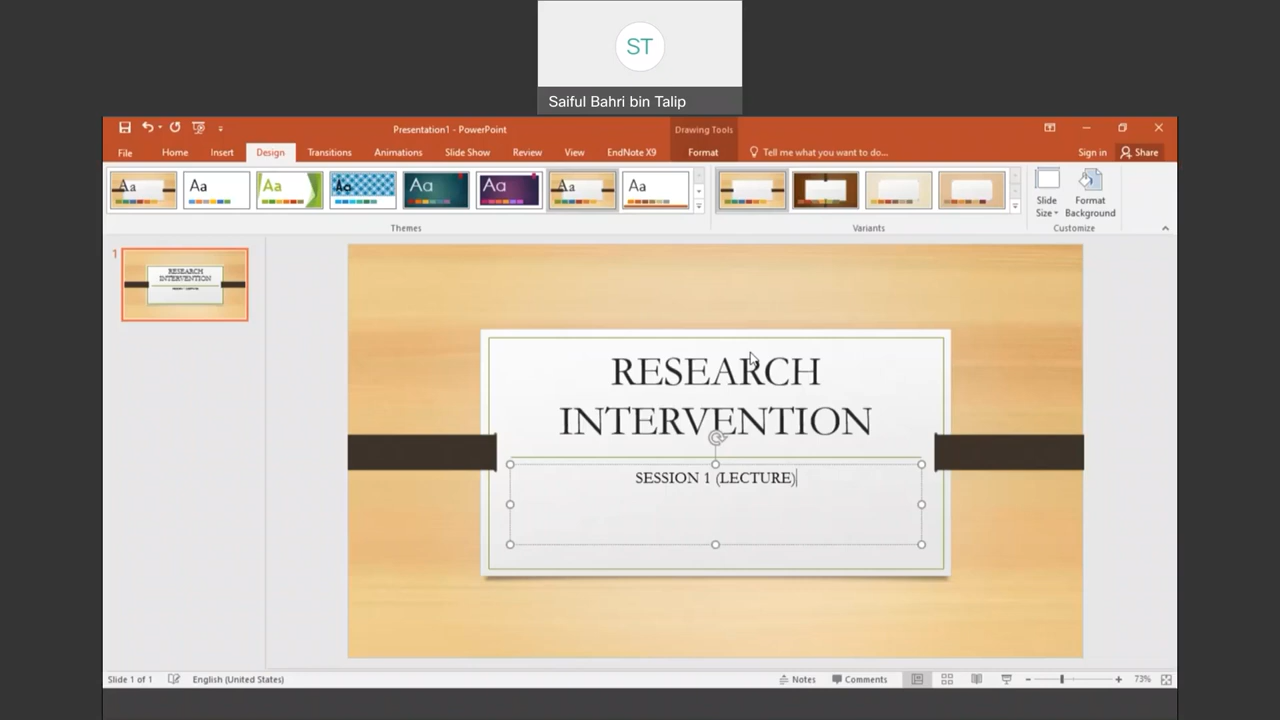 ST
Saiful Bahri bin Talip
Presentation1 - PowerPoint
Drawing Tools
File Home Insert Design Transitions Animations Slide Show Review View EndNote X9 Format Tell me what you want to do... Sign in Share
Aa Aa Aa Aa Aa Aa Aa Aa
Slide Size
Format Background
Themes
Variants
Customize
1
RESEARCH
INTERVENTION
RESEARCH
INTERVENTION
SESSION 1 (LECTURE)
Slide 1 of 1 English (United States) Notes Comments 73%